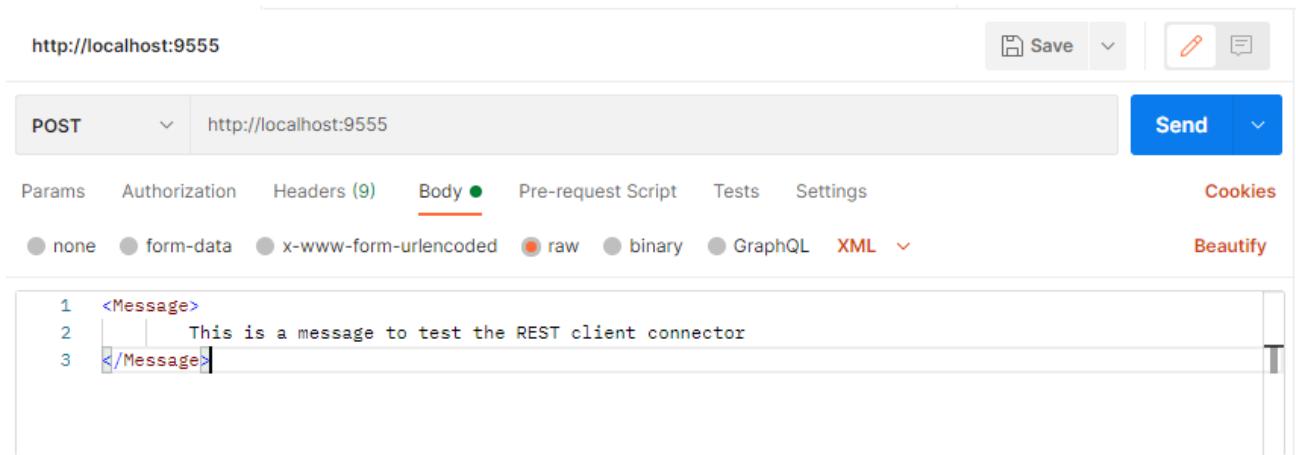 http://localhost:9555 Save
POST http://localhost:9555 Send
Params Authorization Headers (9) Body Pre-request Script Tests Settings Cookies
none form-data x-www-form-urlencoded raw binary GraphQL XML Beautify
1 <Message>
2 This is a message to test the REST client connector
3 </Message>